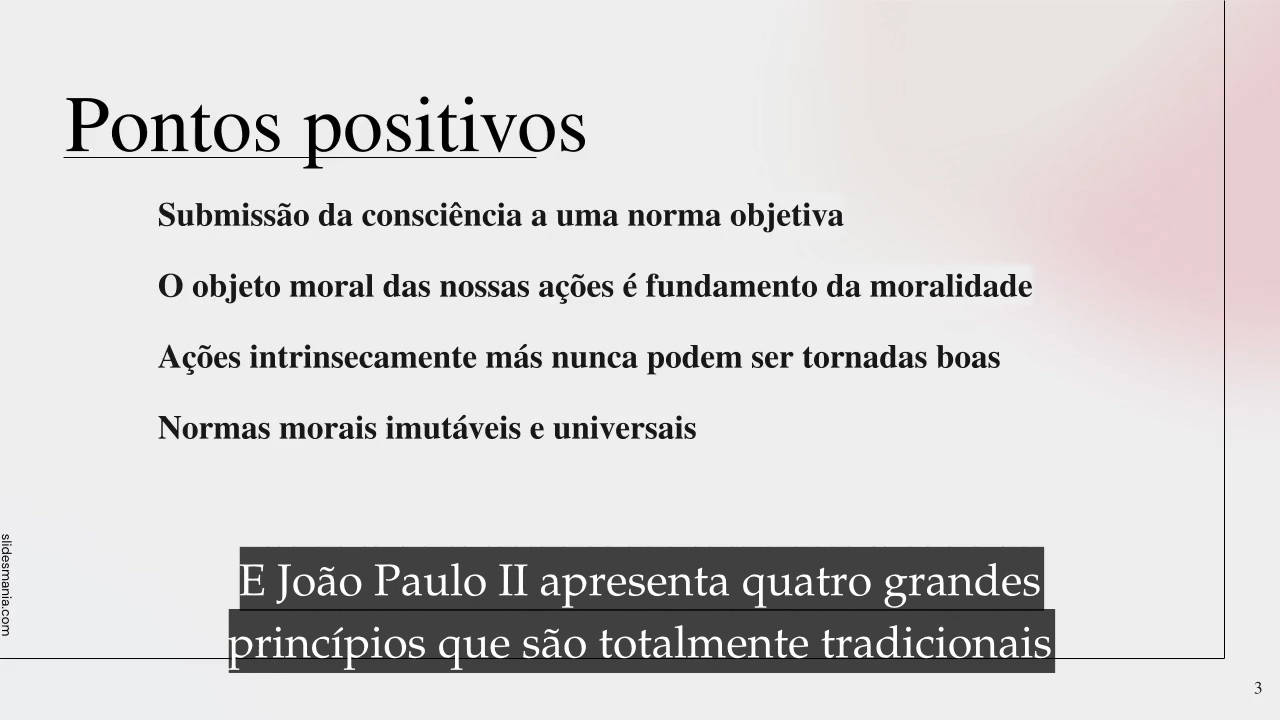 Pontos positivos
Submissão da consciência a uma norma objetiva
O objeto moral das nossas ações é fundamento da moralidade
Ações intrinsecamente más nunca podem ser tornadas boas
Normas morais imutáveis e universais
slidesmania.com
E João Paulo II apresenta quatro grandes
princípios que são totalmente tradicionais
3